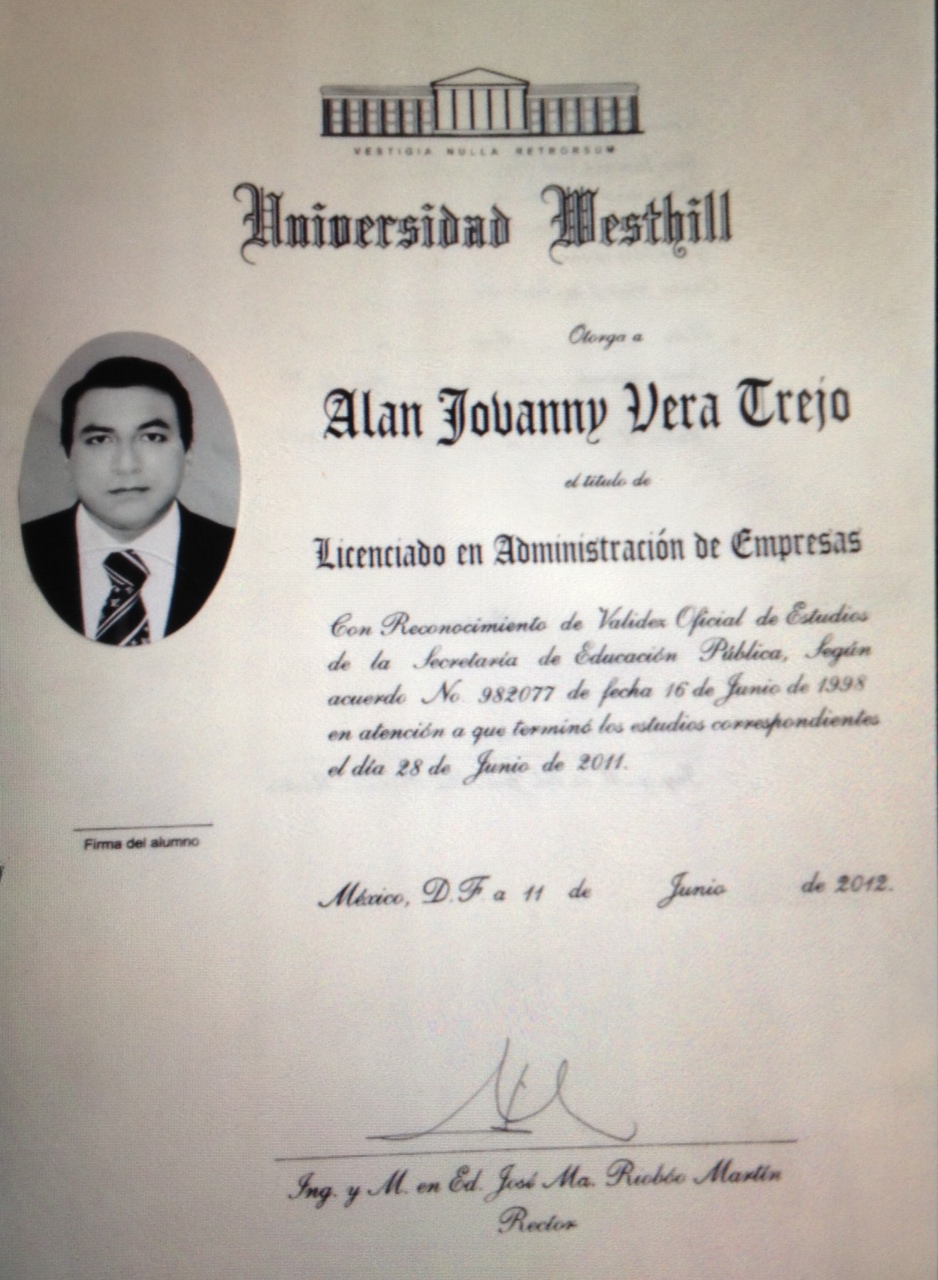 VESTIGIA NULLA RETRORSUM
Universidad Westhill
Otorga a
Alan Jovanny Vera Trejo
el título de
Licenciado en Administración de Empresas
Con Reconocimiento de Validez Oficial de Estudios
de la Secretaría de Educación Pública, Según
acuerdo No. 982077 de fecha 16 de Junio de 1998
en atención a que terminó los estudios correspondientes
el día 28 de Junio de 2011.
Firma del alumno
México, D.F. a 11 de Junio de 2012.
Ing. y M. en Ed. José Ma. Riobóo Martín
Rector